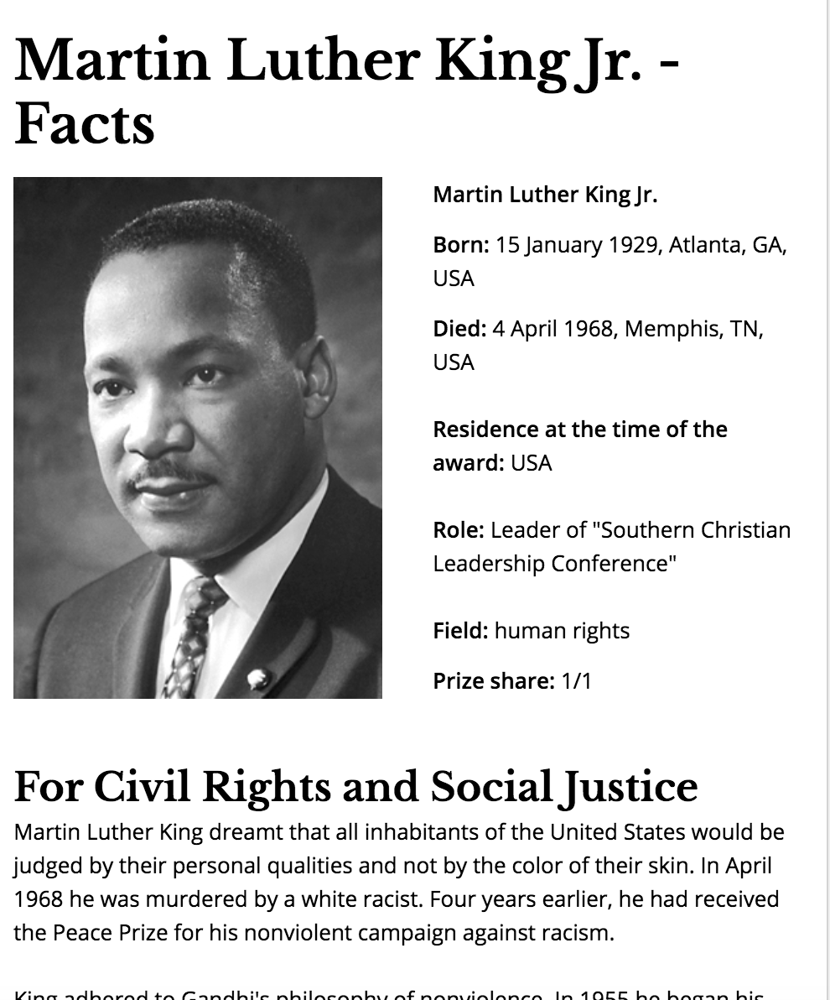 Martin Luther King Jr. -
Facts
Martin Luther King Jr.
Born: 15 January 1929, Atlanta, GA,
USA
Died: 4 April 1968, Memphis, TN,
USA
Residence at the time of the
award: USA
Role: Leader of "Southern Christian
Leadership Conference"
Field: human rights
Prize share: 1/1
For Civil Rights and Social Justice
Martin Luther King dreamt that all inhabitants of the United States would be
judged by their personal qualities and not by the color of their skin. In April
1968 he was murdered by a white racist. Four years earlier, he had received
the Peace Prize for his nonviolent campaign against racism.
King adhered to Gandhi's philosophy of nonviolence. In 1955 he began his